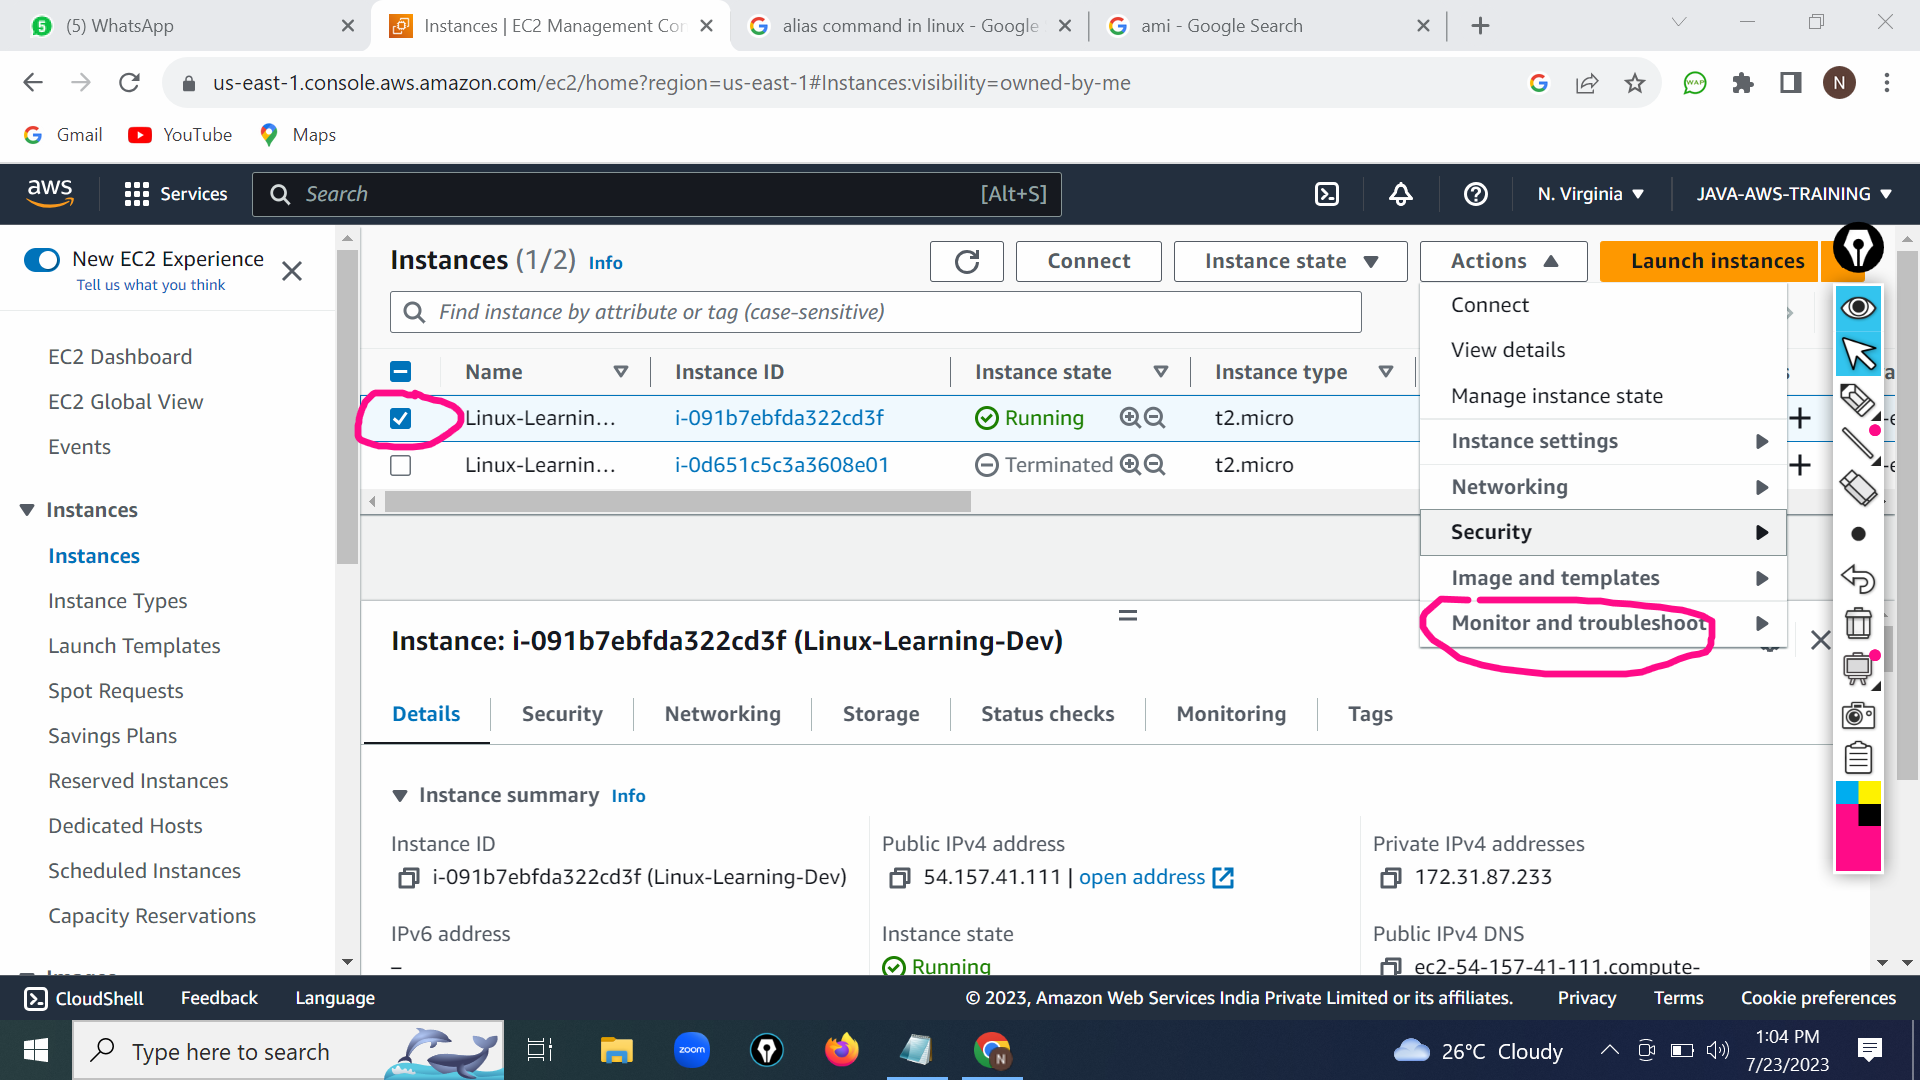 (5) WhatsApp
Instances | EC2 Management Con
alias command in linux - Google
ami - Google Search
us-east-1.console.aws.amazon.com/ec2/home?region=us-east-1#Instances:visibility=owned-by-me
N
Gmail
YouTube
Maps
aws
Services
Search
[Alt+S]
N. Virginia
JAVA-AWS-TRAINING
New EC2 Experience
Tell us what you think
EC2 Dashboard
EC2 Global View
Events
Instances
Instances
Instance Types
Launch Templates
Spot Requests
Savings Plans
Reserved Instances
Dedicated Hosts
Scheduled Instances
Capacity Reservations
Images
Instances (1/2) Info
Connect
Instance state
Actions
Launch instances
Find instance by attribute or tag (case-sensitive)
Name Instance ID Instance state Instance type
Linux-Learnin... i-091b7ebfda322cd3f Running t2.micro
Linux-Learnin... i-0d651c5c3a3608e01 Terminated t2.micro
Connect
View details
Manage instance state
Instance settings
Networking
Security
Image and templates
Monitor and troubleshoot
Instance: i-091b7ebfda322cd3f (Linux-Learning-Dev)
Details Security Networking Storage Status checks Monitoring Tags
Instance summary Info
Instance ID
i-091b7ebfda322cd3f (Linux-Learning-Dev)
Public IPv4 address
54.157.41.111 | open address
Private IPv4 addresses
172.31.87.233
IPv6 address
–
Instance state
Running
Public IPv4 DNS
ec2-54-157-41-111.compute-
CloudShell Feedback Language
© 2023, Amazon Web Services India Private Limited or its affiliates. Privacy Terms Cookie preferences
Type here to search
zoom
26°C Cloudy
1:04 PM
7/23/2023